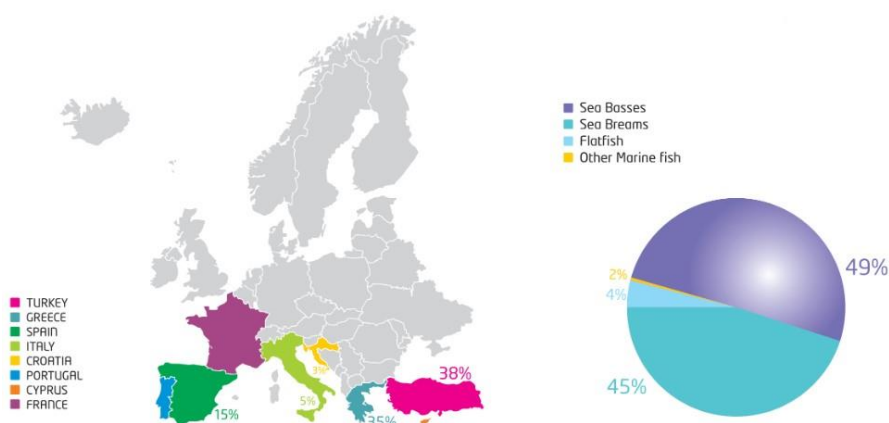 Sea Basses
Sea Breams
Flatfish
Other Marine fish
49%
2%
4%
45%
TURKEY
GREECE
SPAIN
ITALY
CROATIA
PORTUGAL
CYPRUS
FRANCE
3%
38%
5%
15%
35%